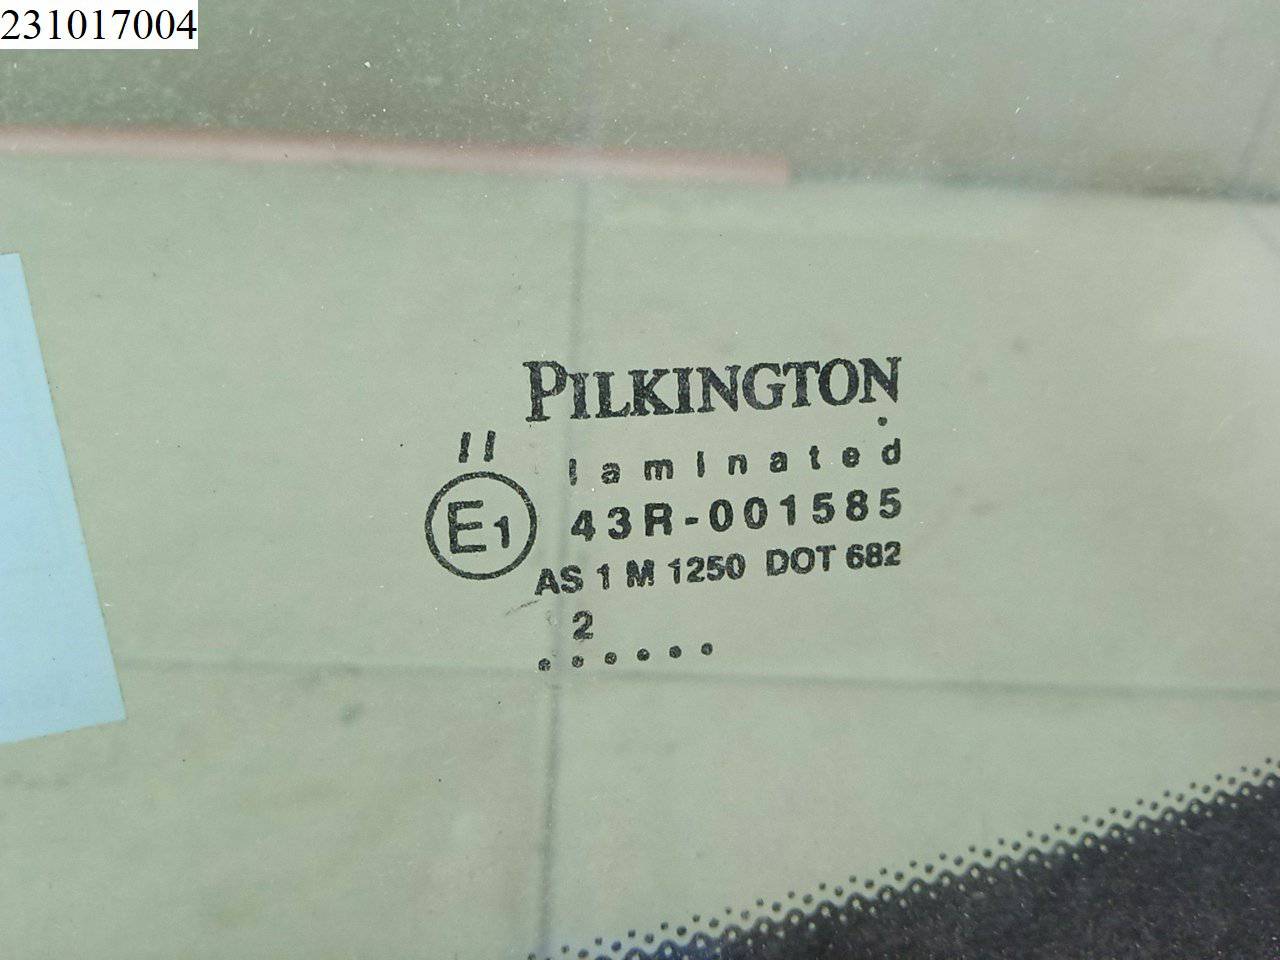 231017004
PILKINGTON
II
laminated
E1
43R-001585
AS 1 M 1250 DOT 682
2
. . . . . .